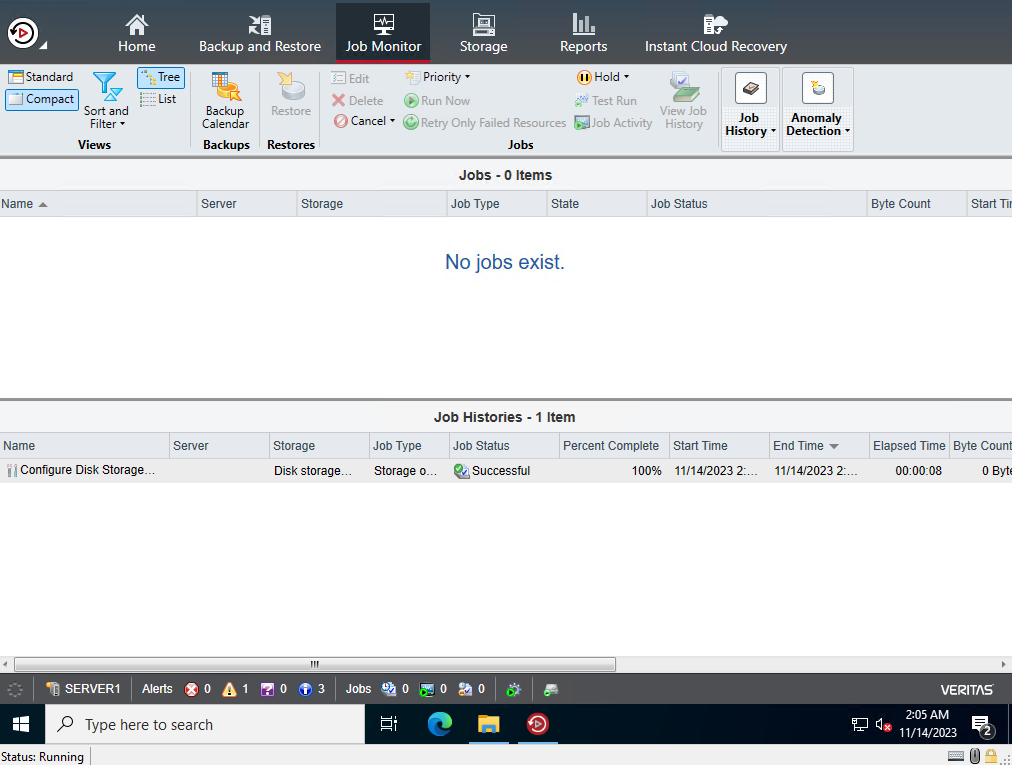 Home
Backup and Restore
Job Monitor
Storage
Reports
Instant Cloud Recovery
Standard
Compact
Sort and
Filter
Tree
List
Views
Backup
Calendar
Backups
Restore
Restores
Edit
Delete
Cancel
Priority
Run Now
Retry Only Failed Resources
Hold
Test Run
Job Activity
View Job
History
Jobs
Job
History
Anomaly
Detection
Jobs - 0 Items
Name Server Storage Job Type State Job Status Byte Count Start Tir
No jobs exist.
Job Histories - 1 Item
Name Server Storage Job Type Job Status Percent Complete Start Time End Time Elapsed Time Byte Count
Configure Disk Storage... Disk storage... Storage o... Successful 100% 11/14/2023 2:... 11/14/2023 2:... 00:00:08 0 Byte
SERVER1 Alerts 0 1 0 3 Jobs 0 0 0 VERITAS
Type here to search
2:05 AM
11/14/2023
2
Status: Running